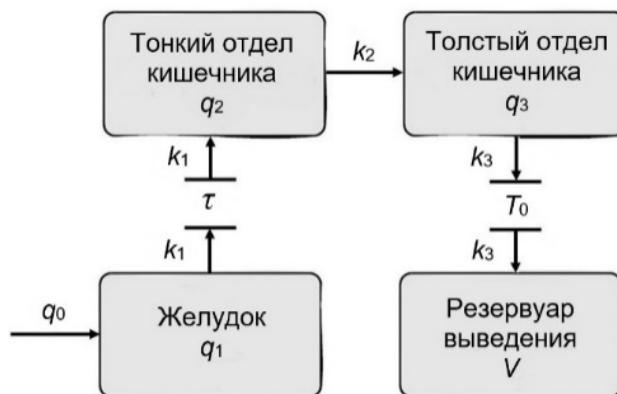 Тонкий отдел
кишечника
q2
k2
Толстый отдел
кишечника
q3
k1
k3
τ
T0
k1
k3
q0
Желудок
q1
Резервуар
выведения
V